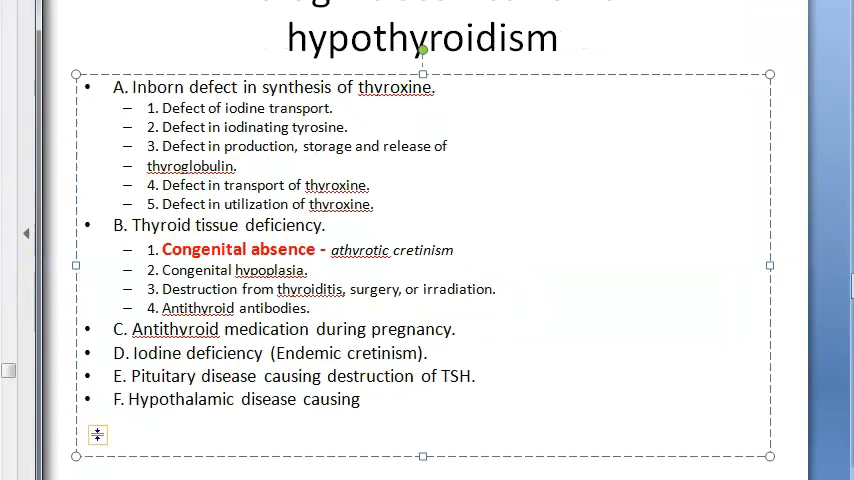 hypothyroidism
• A. Inborn defect in synthesis of thyroxine.
– 1. Defect of iodine transport.
– 2. Defect in iodinating tyrosine.
– 3. Defect in production, storage and release of
– thyroglobulin.
– 4. Defect in transport of thyroxine.
– 5. Defect in utilization of thyroxine.
• B. Thyroid tissue deficiency.
– 1. Congenital absence - athyrotic cretinism
– 2. Congenital hypoplasia.
– 3. Destruction from thyroiditis, surgery, or irradiation.
– 4. Antithyroid antibodies.
• C. Antithyroid medication during pregnancy.
• D. Iodine deficiency (Endemic cretinism).
• E. Pituitary disease causing destruction of TSH.
• F. Hypothalamic disease causing